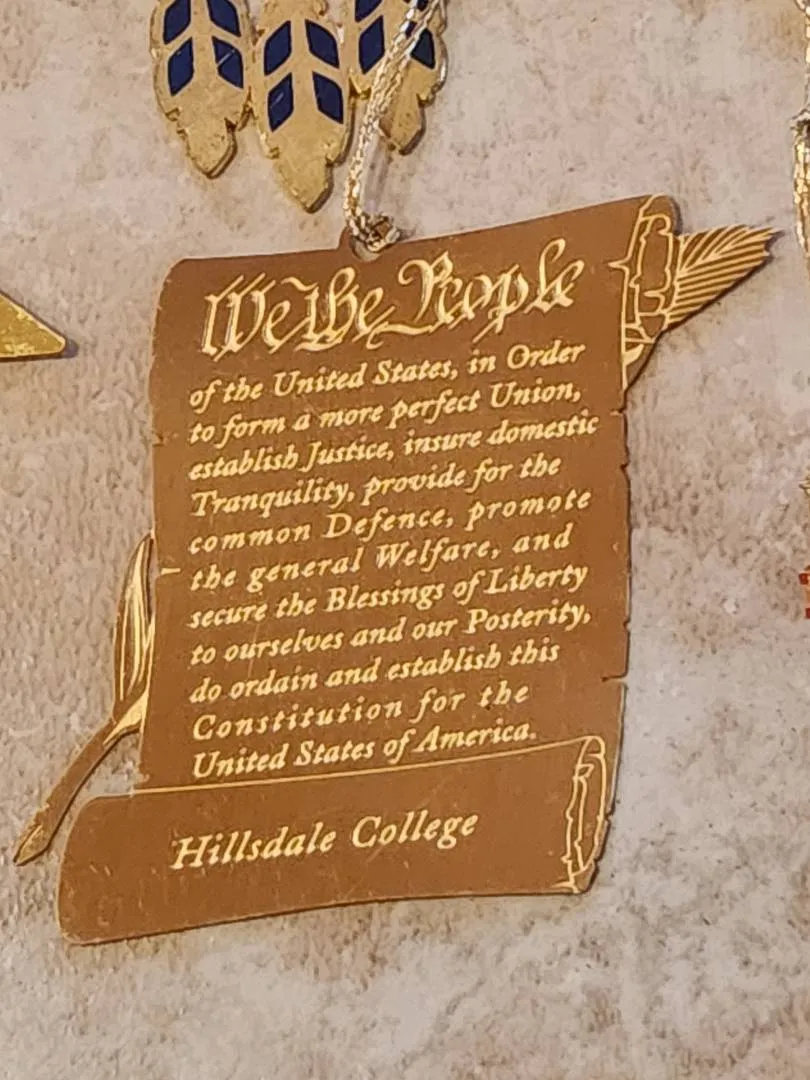 We the People
of the United States, in Order
to form a more perfect Union,
establish Justice, insure domestic
Tranquility, provide for the
common Defence, promote
the general Welfare, and
secure the Blessings of Liberty
to ourselves and our Posterity,
do ordain and establish this
Constitution for the
United States of America.
Hillsdale College